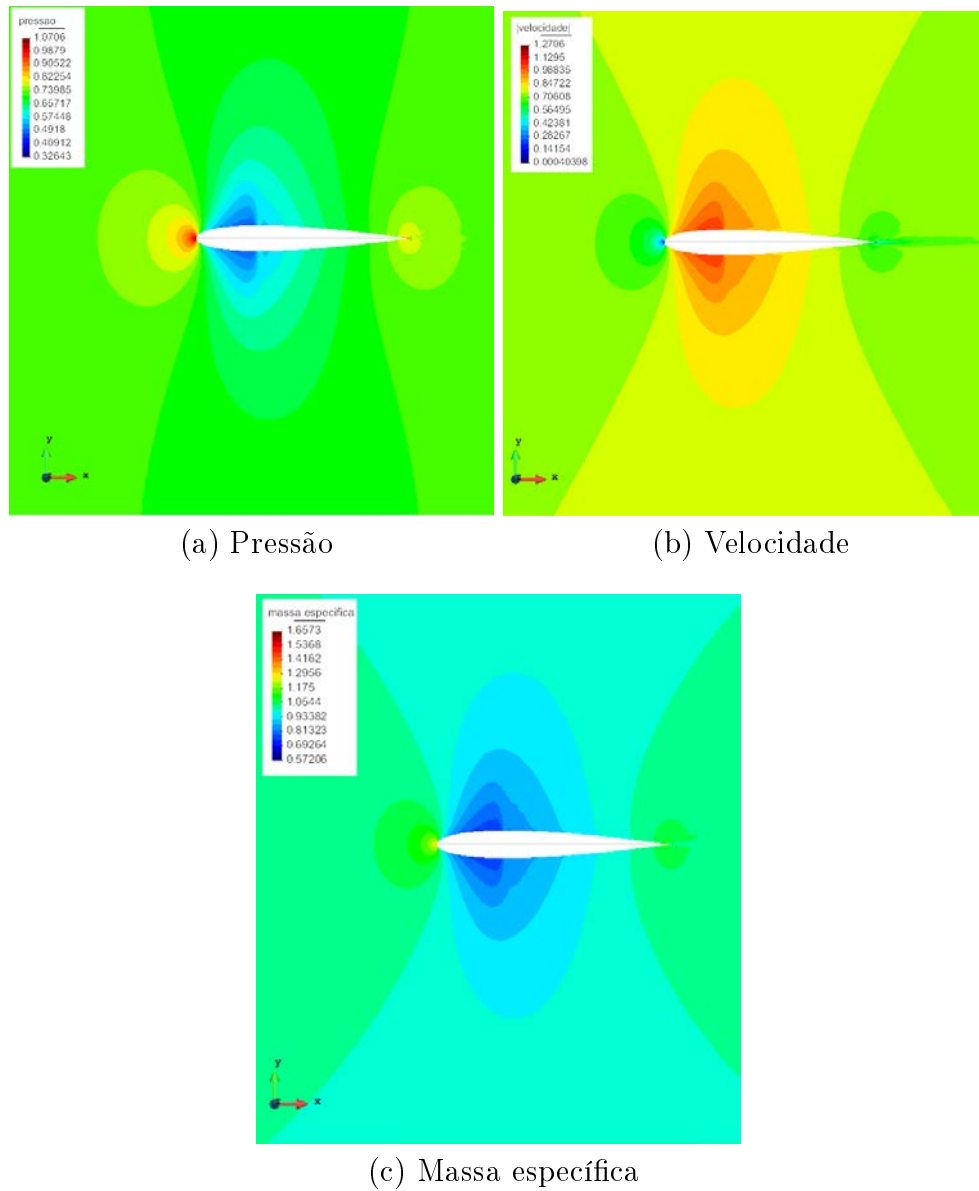 pressao
1.0706
0.9879
0.90522
0.82254
0.73985
0.65717
0.57448
0.4918
0.40912
0.32643
y
x
(a) Pressão
|velocidade|
1.2706
1.1295
0.98835
0.84722
0.70608
0.56495
0.42381
0.28267
0.14154
0.00040398
y
x
(b) Velocidade
massa especifica
1.6573
1.5368
1.4162
1.2956
1.175
1.0544
0.93382
0.81323
0.69264
0.57206
y
x
(c) Massa específica